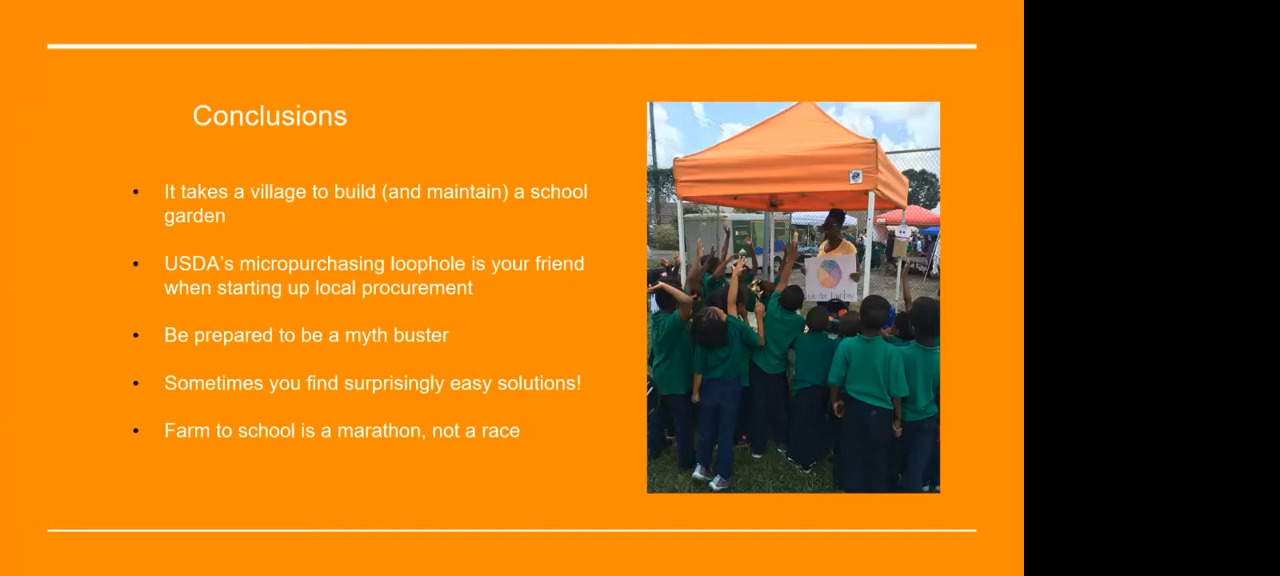 Conclusions
• It takes a village to build (and maintain) a school
garden
• USDA's micropurchasing loophole is your friend
when starting up local procurement
• Be prepared to be a myth buster
• Sometimes you find surprisingly easy solutions!
• Farm to school is a marathon, not a race